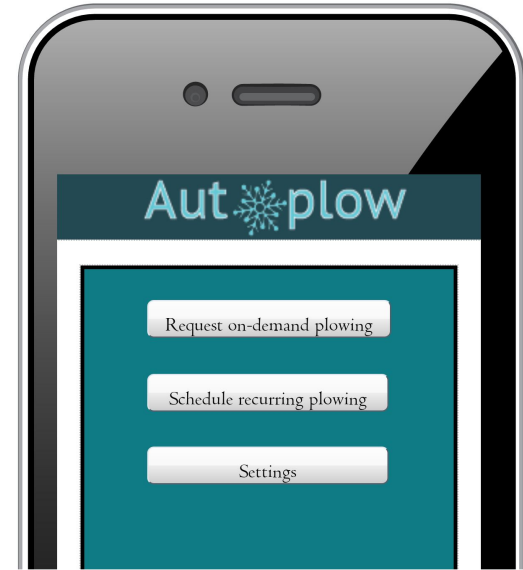 Aut❄plow
Request on-demand plowing
Schedule recurring plowing
Settings